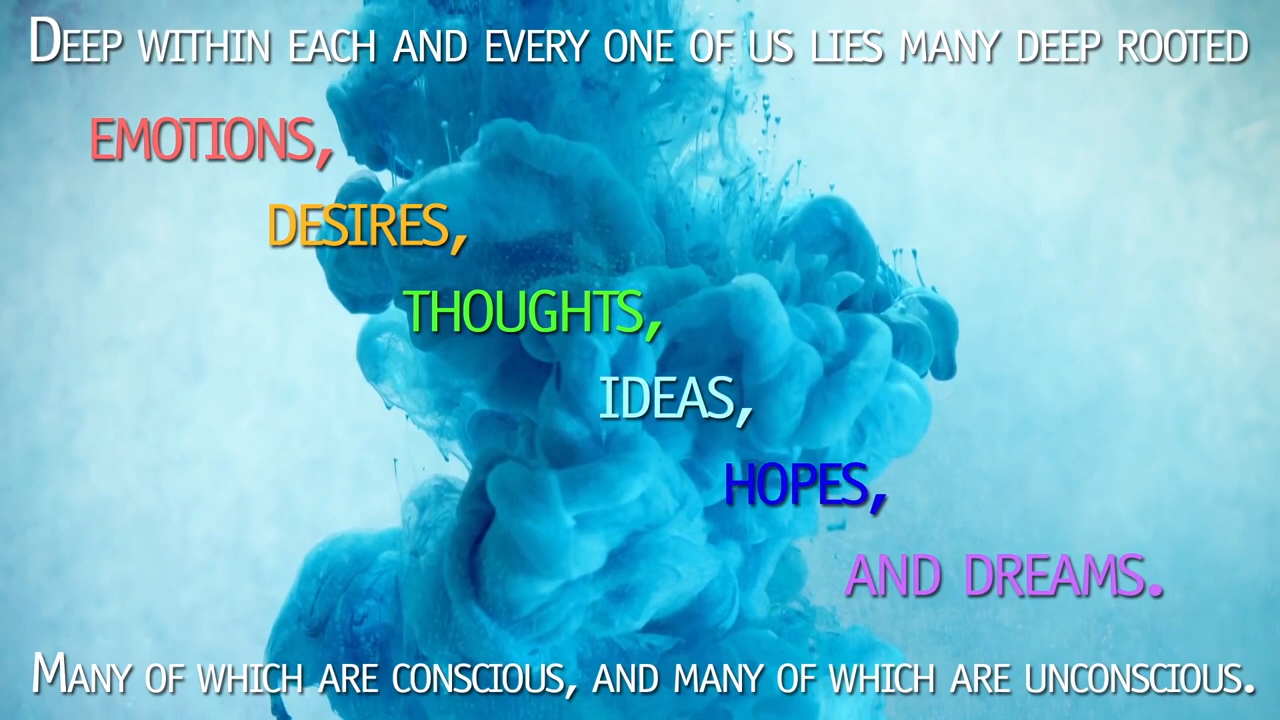 Deep within each and every one of us lies many deep rooted
emotions,
desires,
thoughts,
ideas,
hopes,
and dreams.
Many of which are conscious, and many of which are unconscious.